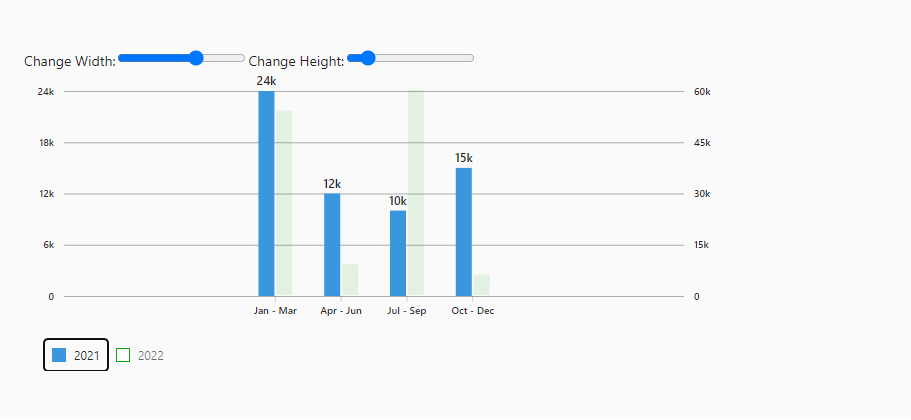 Change Width: Change Height:
24k
24k 60k
18k 45k
15k
12k
12k 30k
10k
6k 15k
0 0
Jan - Mar Apr - Jun Jul - Sep Oct - Dec
2021 2022